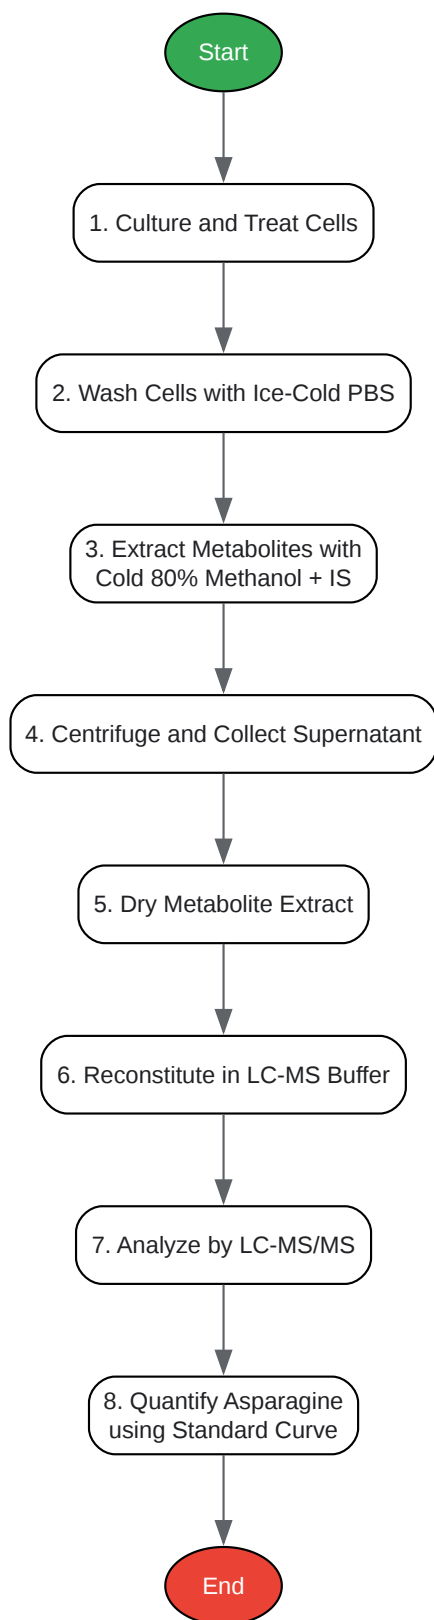 Start
1. Culture and Treat Cells
2. Wash Cells with Ice-Cold PBS
3. Extract Metabolites with
Cold 80% Methanol + IS
4. Centrifuge and Collect Supernatant
5. Dry Metabolite Extract
6. Reconstitute in LC-MS Buffer
7. Analyze by LC-MS/MS
8. Quantify Asparagine
using Standard Curve
End